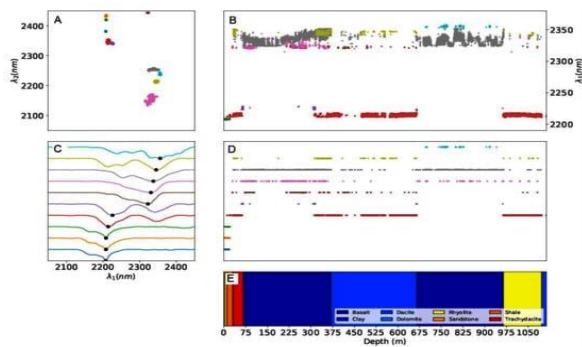 A
B
λ₂(nm)
2400
2300
2200
2100
2350
2300
2250
2200
λ₁(nm)
C
D
2100
2200
2300
2400
λ₁(nm)
E
Basalt
Dacite
Rhyolite
Shale
Clay
Dolomite
Sandstone
Trachydacite
0
75
150
225
300
375
450
525
600
675
750
825
900
975
1050
Depth (m)